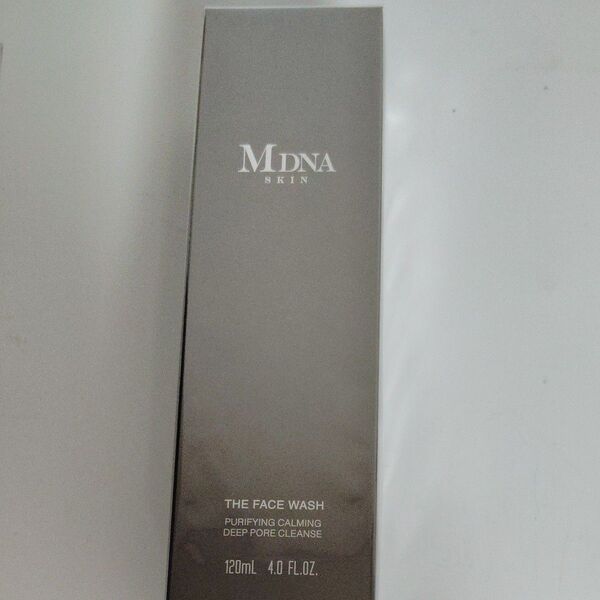 MDNA
SKIN
THE FACE WASH
PURIFYING CALMING
DEEP PORE CLEANSE
120mL 4.0 FL.OZ.